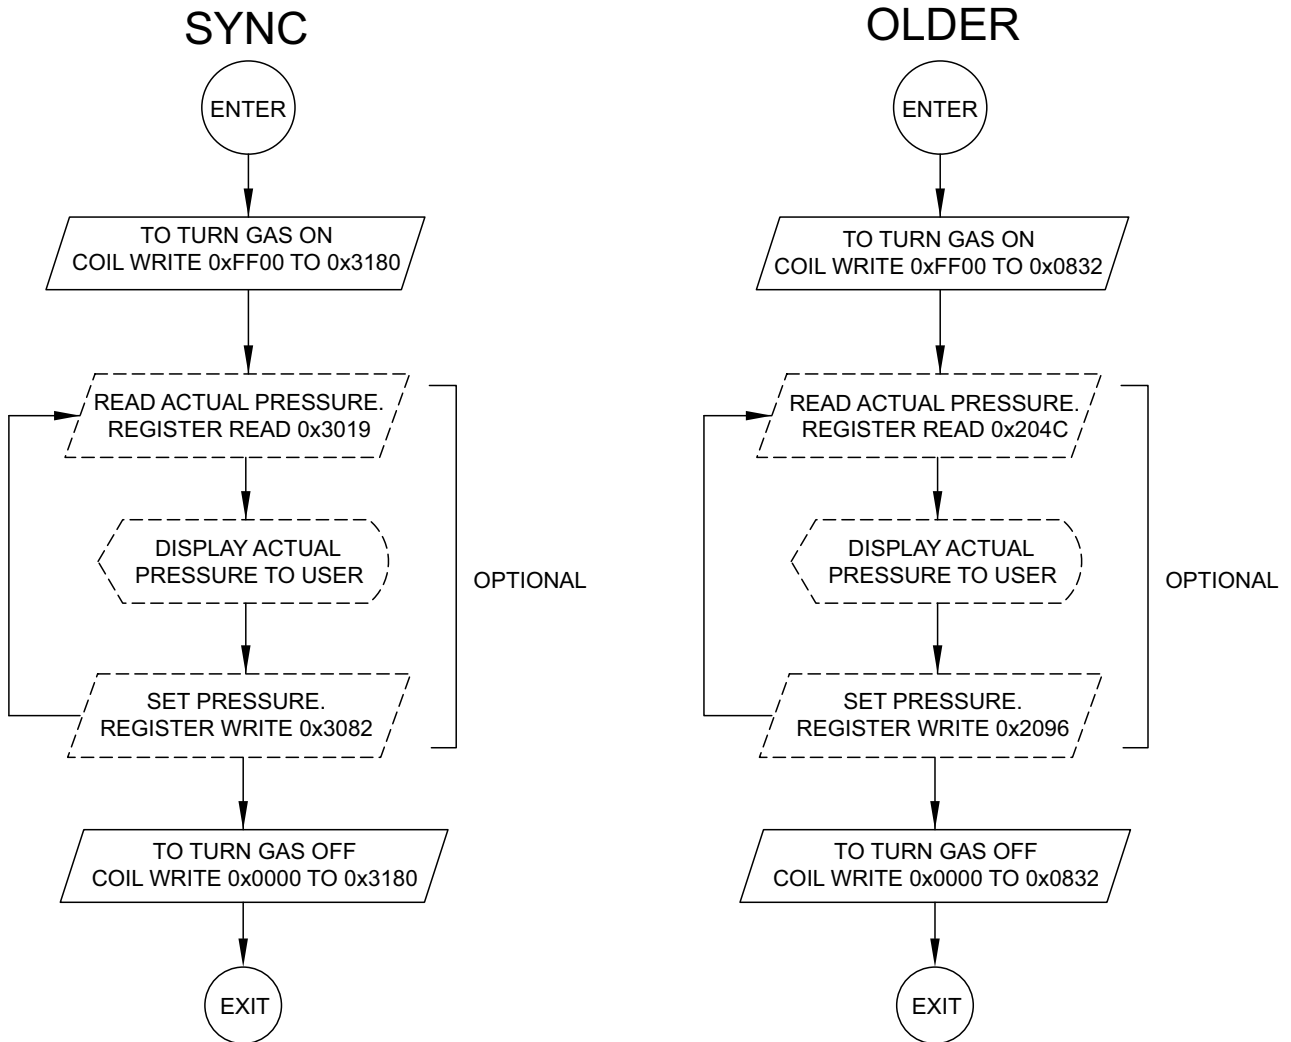 SYNC
ENTER
TO TURN GAS ON
COIL WRITE 0xFF00 TO 0x3180
READ ACTUAL PRESSURE.
REGISTER READ 0x3019
DISPLAY ACTUAL
PRESSURE TO USER
OPTIONAL
SET PRESSURE.
REGISTER WRITE 0x3082
TO TURN GAS OFF
COIL WRITE 0x0000 TO 0x3180
EXIT
OLDER
ENTER
TO TURN GAS ON
COIL WRITE 0xFF00 TO 0x0832
READ ACTUAL PRESSURE.
REGISTER READ 0x204C
DISPLAY ACTUAL
PRESSURE TO USER
OPTIONAL
SET PRESSURE.
REGISTER WRITE 0x2096
TO TURN GAS OFF
COIL WRITE 0x0000 TO 0x0832
EXIT